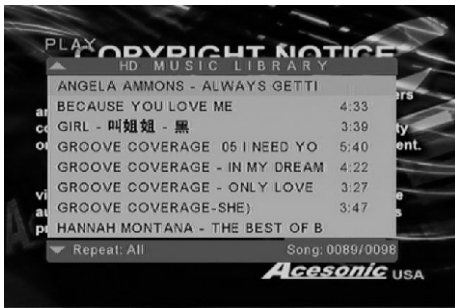 PLAY
COPYRIGHT NOTICE
HD MUSIC LIBRARY
ANGELA AMMONS - ALWAYS GETTI
BECAUSE YOU LOVE ME 4:33
GIRL - 叫姐姐 - 黑 3:39
GROOVE COVERAGE 05 I NEED YO 5:40
GROOVE COVERAGE - IN MY DREAM 4:22
GROOVE COVERAGE - ONLY LOVE 3:27
GROOVE COVERAGE-SHE) 3:47
HANNAH MONTANA - THE BEST OF B
Repeat: All Song: 0089/0098
Acesonic USA